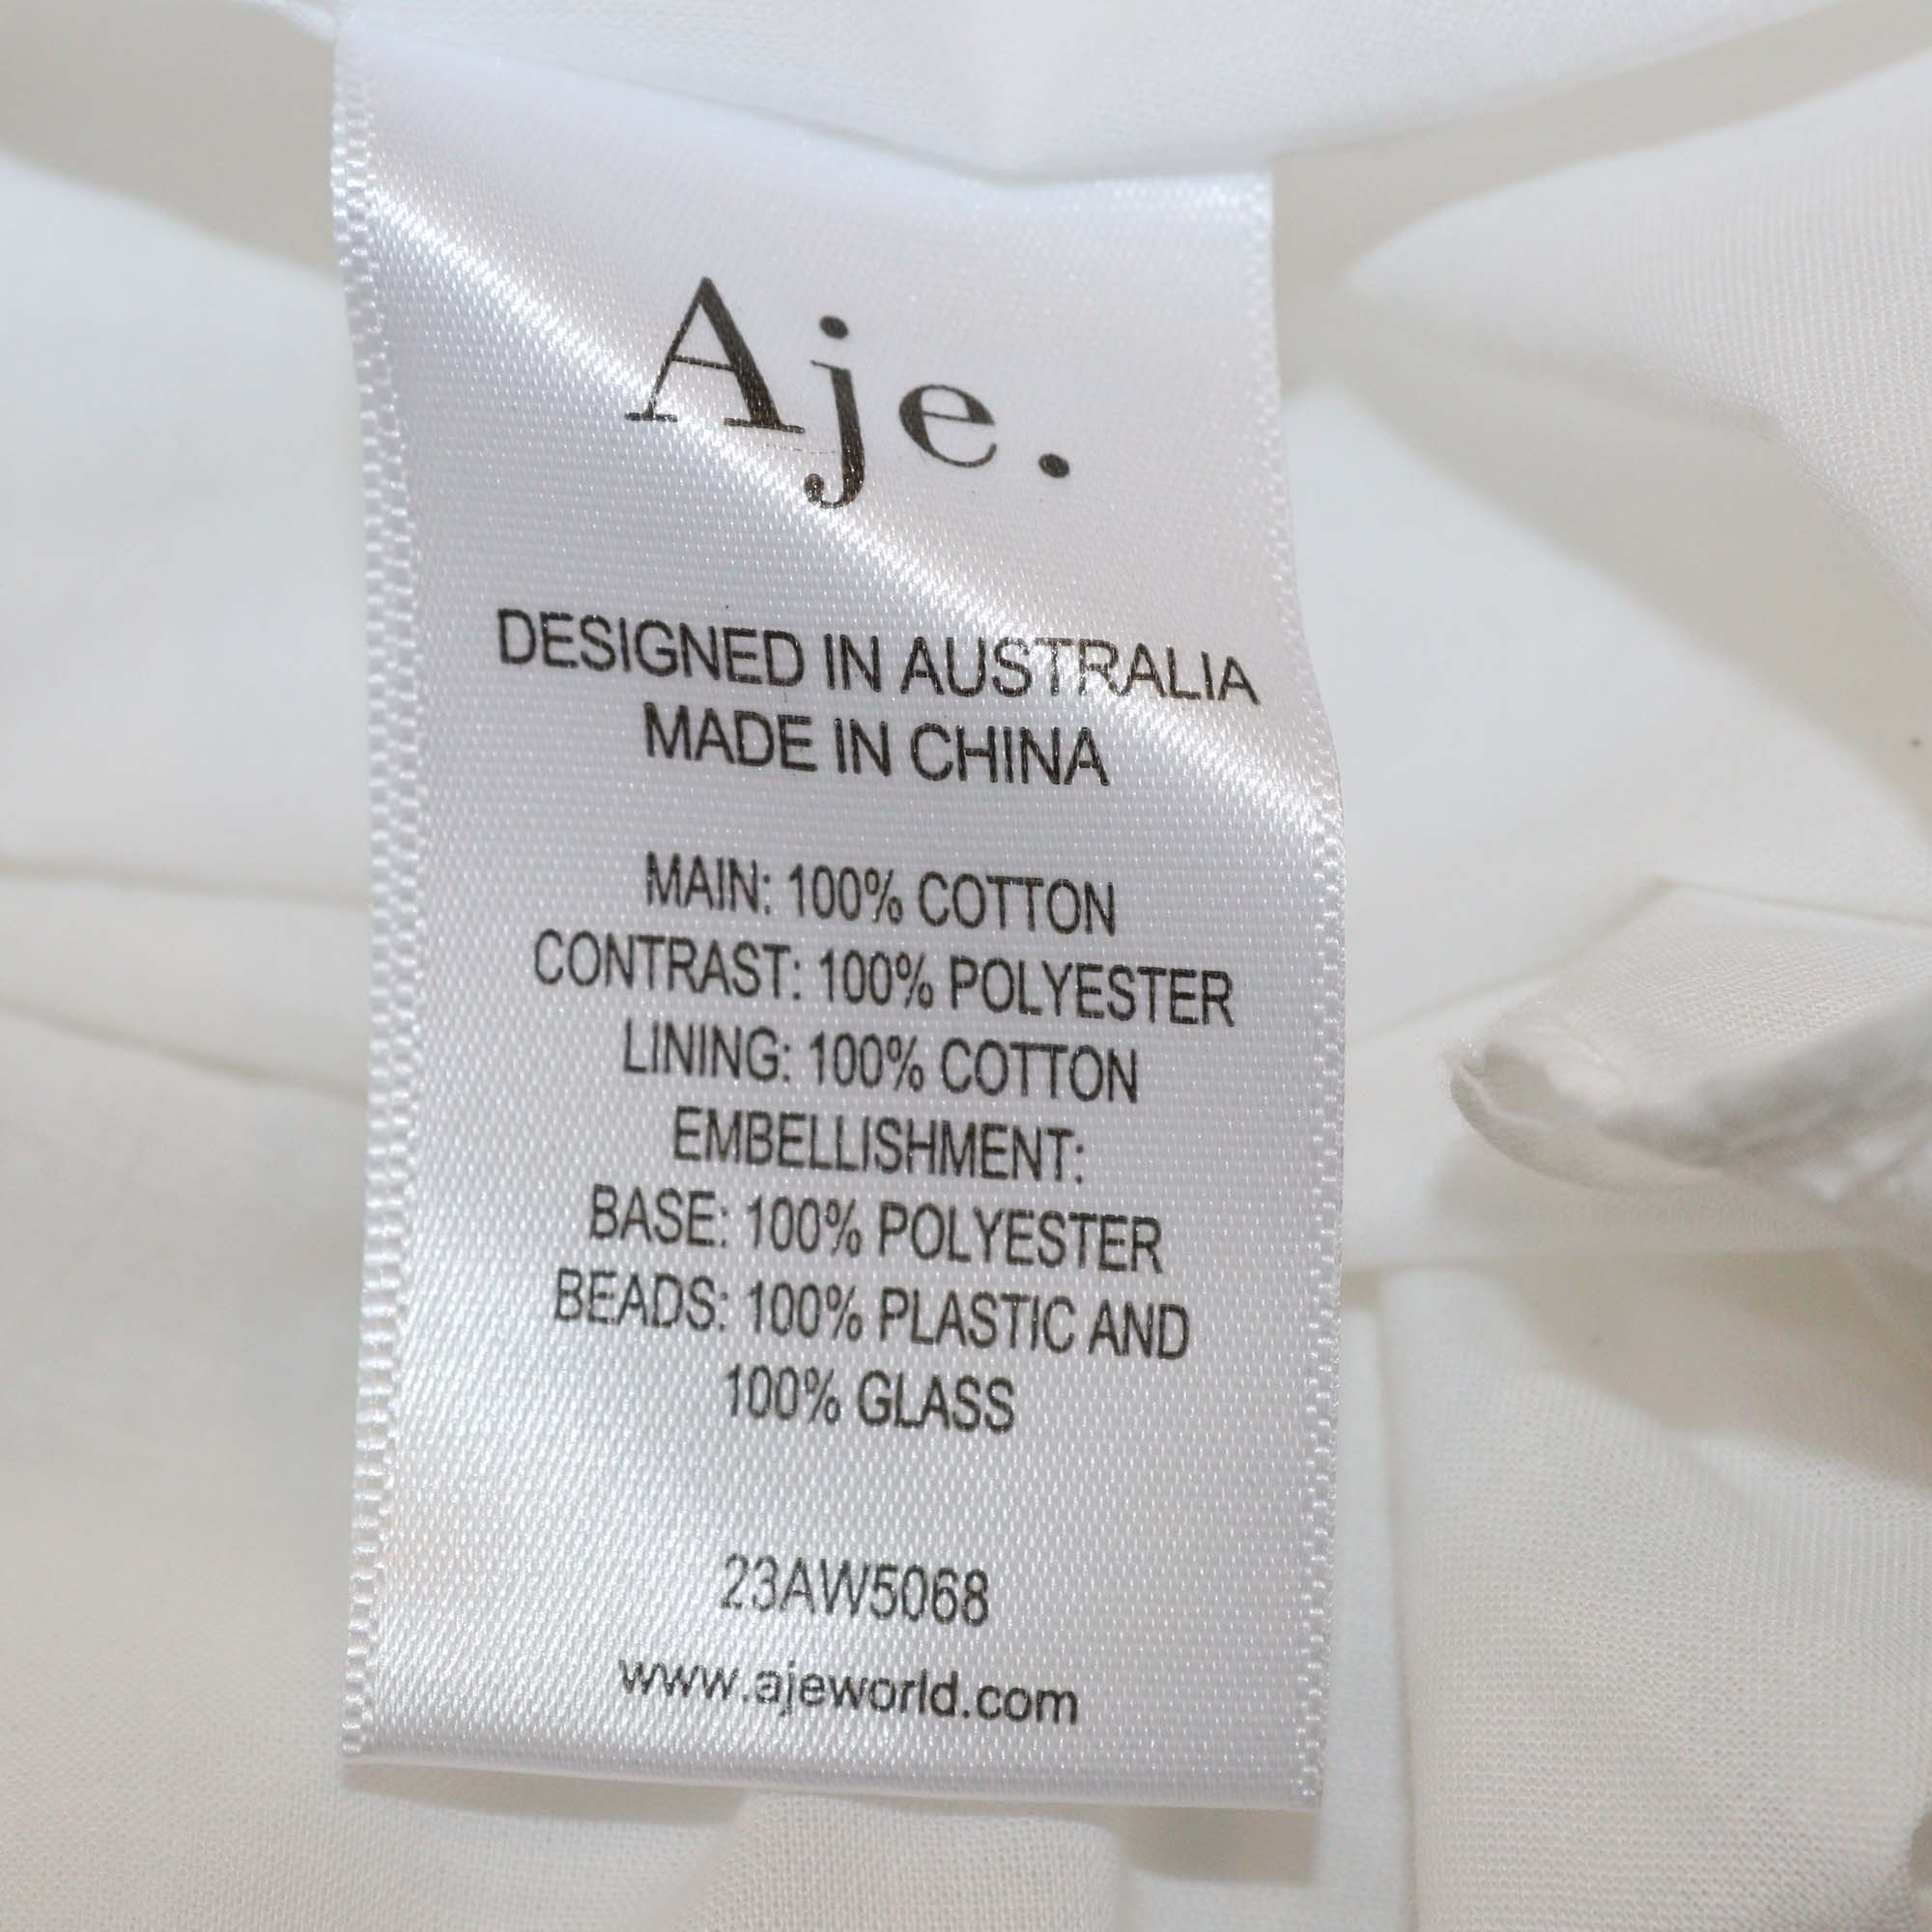 Aje.
DESIGNED IN AUSTRALIA
MADE IN CHINA
MAIN: 100% COTTON
CONTRAST: 100% POLYESTER
LINING: 100% COTTON
EMBELLISHMENT:
BASE: 100% POLYESTER
BEADS: 100% PLASTIC AND
100% GLASS
23AW5068
www.ajeworld.com